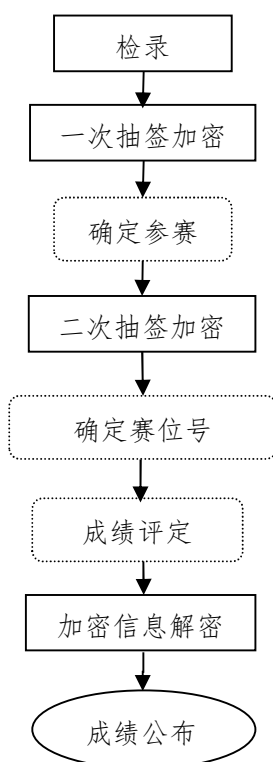 检录
一次抽签加密
确定参赛
二次抽签加密
确定赛位号
成绩评定
加密信息解密
成绩公布